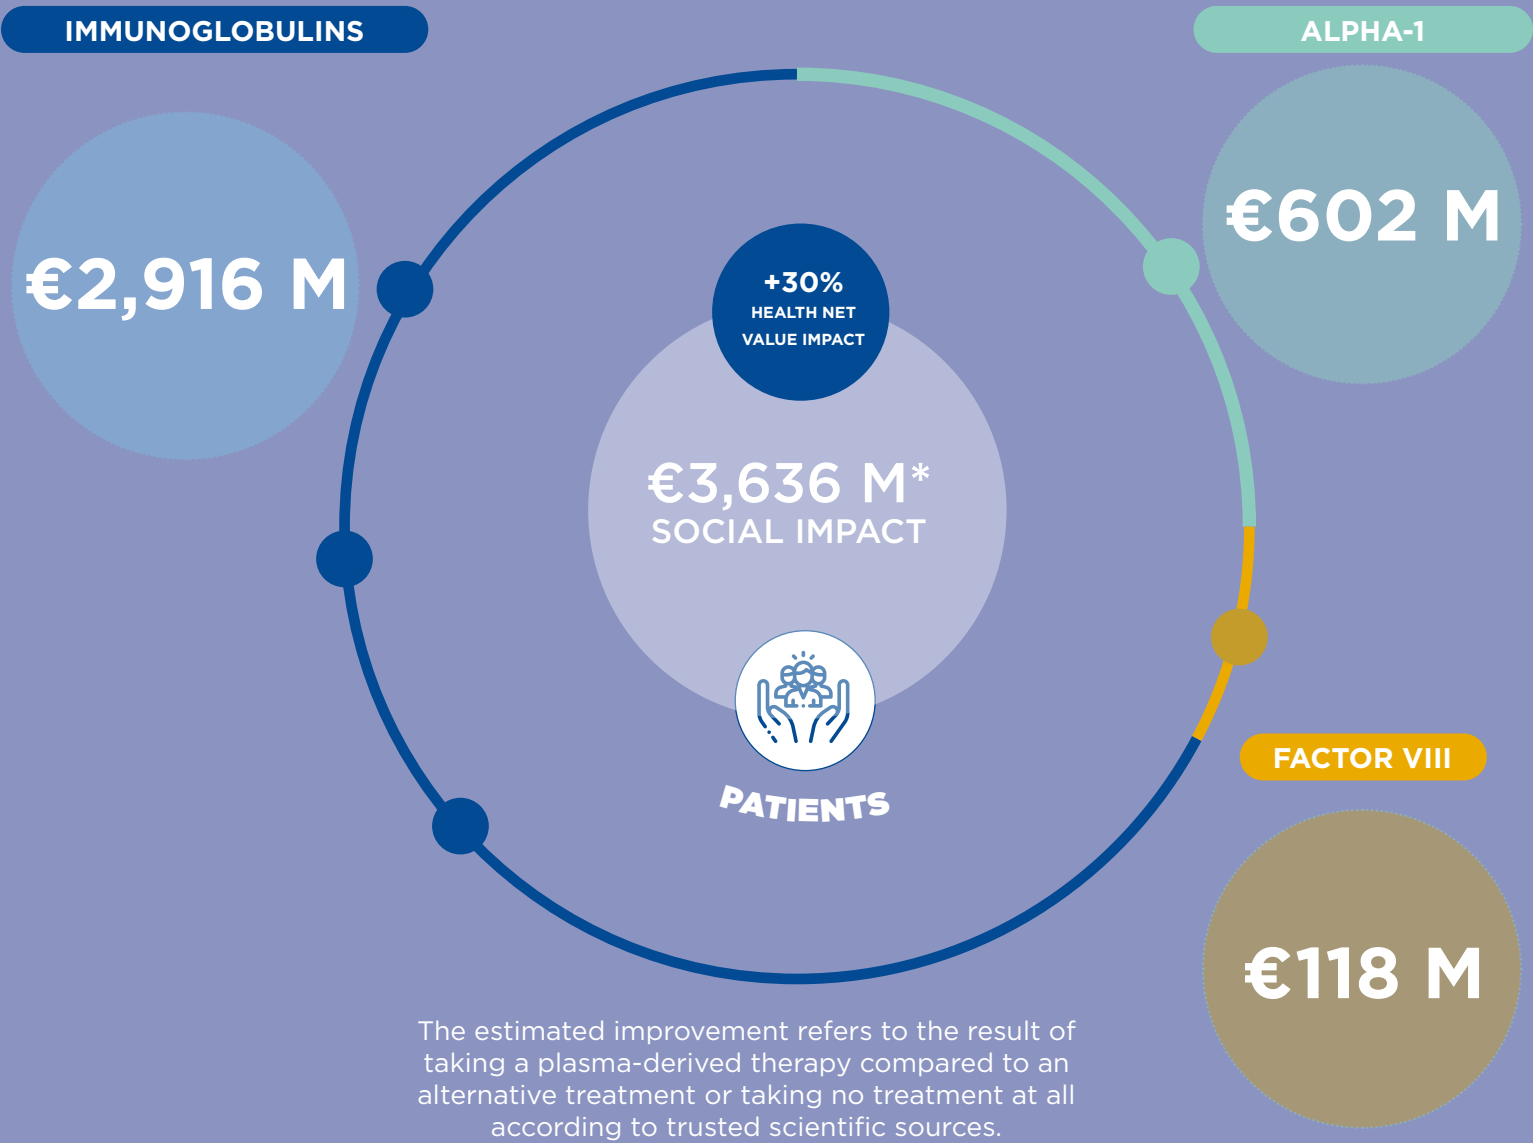 IMMUNOGLOBULINS
€2,916 M
ALPHA-1
€602 M
+30%
HEALTH NET
VALUE IMPACT
€3,636 M*
SOCIAL IMPACT
PATIENTS
FACTOR VIII
€118 M
The estimated improvement refers to the result of
taking a plasma-derived therapy compared to an
alternative treatment or taking no treatment at all
according to trusted scientific sources.